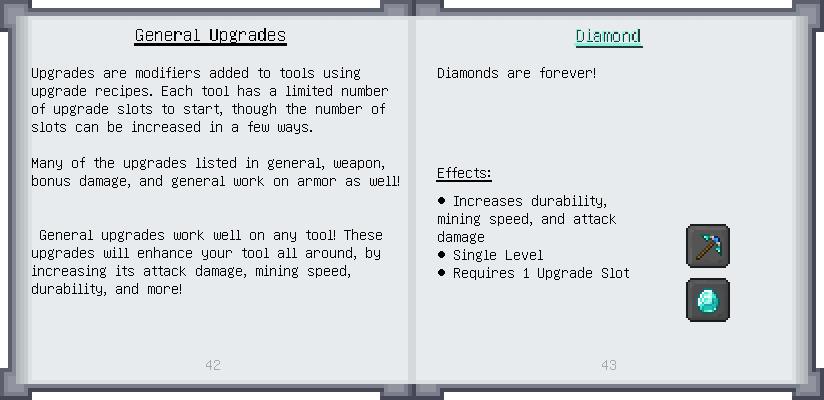 General Upgrades
Upgrades are modifiers added to tools using
upgrade recipes. Each tool has a limited number
of upgrade slots to start, though the number of
slots can be increased in a few ways.
Many of the upgrades listed in general, weapon,
bonus damage, and general work on armor as well!
General upgrades work well on any tool! These
upgrades will enhance your tool all around, by
increasing its attack damage, mining speed,
durability, and more!
42
Diamond
Diamonds are forever!
Effects:
● Increases durability,
mining speed, and attack
damage
● Single Level
● Requires 1 Upgrade Slot
43